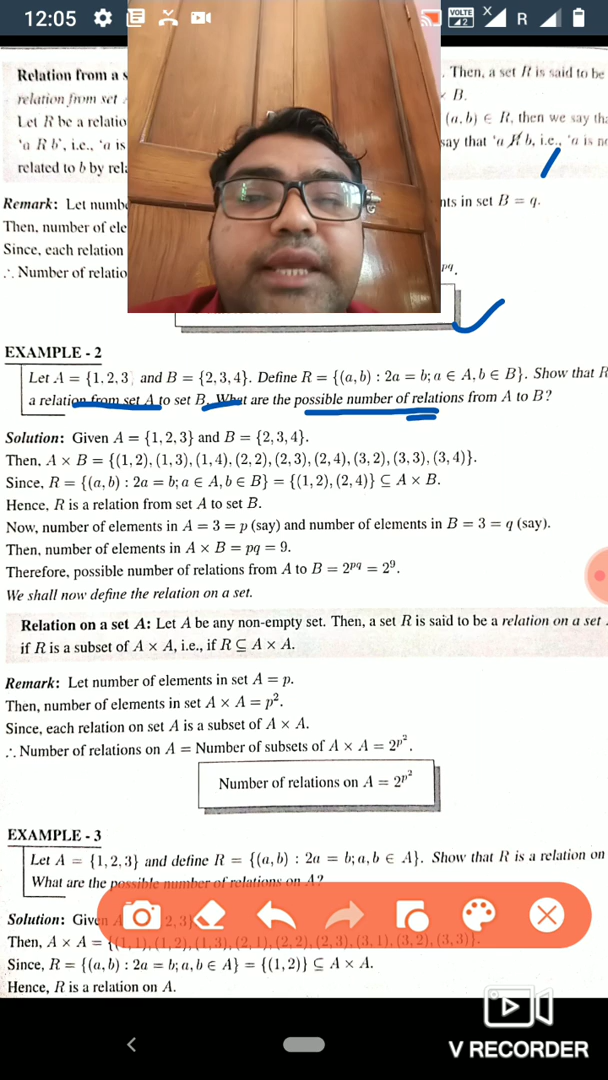 12:05
VOLTE 2 X R
Relation from a s . Then, a set R is said to be
relation from set B.
Let R be a relatio (a, b) ∈ R, then we say tha
'a R b', i.e., 'a is say that 'a R̸ b, i.e., 'a is no
related to b by rel
Remark: Let numb nts in set B = q.
Then, number of ele
Since, each relation
∴ Number of relatio pq.
EXAMPLE - 2
Let A = {1, 2, 3 and B = {2, 3, 4}. Define R = {(a, b) : 2a = b; a ∈ A, b ∈ B}. Show that R
a relation from set A to set B. What are the possible number of relations from A to B?
Solution: Given A = {1, 2, 3} and B = {2, 3, 4}.
Then, A × B = {(1, 2), (1, 3), (1, 4), (2, 2), (2, 3), (2, 4), (3, 2), (3, 3), (3, 4)}.
Since, R = {(a, b) : 2a = b; a ∈ A, b ∈ B} = {(1, 2), (2, 4)} ⊆ A × B.
Hence, R is a relation from set A to set B.
Now, number of elements in A = 3 = p (say) and number of elements in B = 3 = q (say).
Then, number of elements in A × B = pq = 9.
Therefore, possible number of relations from A to B = 2^{pq} = 2⁹.
We shall now define the relation on a set.
Relation on a set A: Let A be any non-empty set. Then, a set R is said to be a relation on a set
if R is a subset of A × A, i.e., if R ⊆ A × A.
Remark: Let number of elements in set A = p.
Then, number of elements in set A × A = p².
Since, each relation on set A is a subset of A × A.
∴ Number of relations on A = Number of subsets of A × A = 2^{p²}.
Number of relations on A = 2^{p²}
EXAMPLE - 3
Let A = {1, 2, 3} and define R = {(a, b) : 2a = b; a, b ∈ A}. Show that R is a relation on
What are the possible number of relations on A?
Solution: Given 2, 3}
Then, A × A = {(1, 1), (1, 2), (1, 3), (2, 1), (2, 2), (2, 3), (3, 1), (3, 2), (3, 3)}.
Since, R = {(a, b) : 2a = b; a, b ∈ A} = {(1, 2)} ⊆ A × A.
Hence, R is a relation on A.
V RECORDER